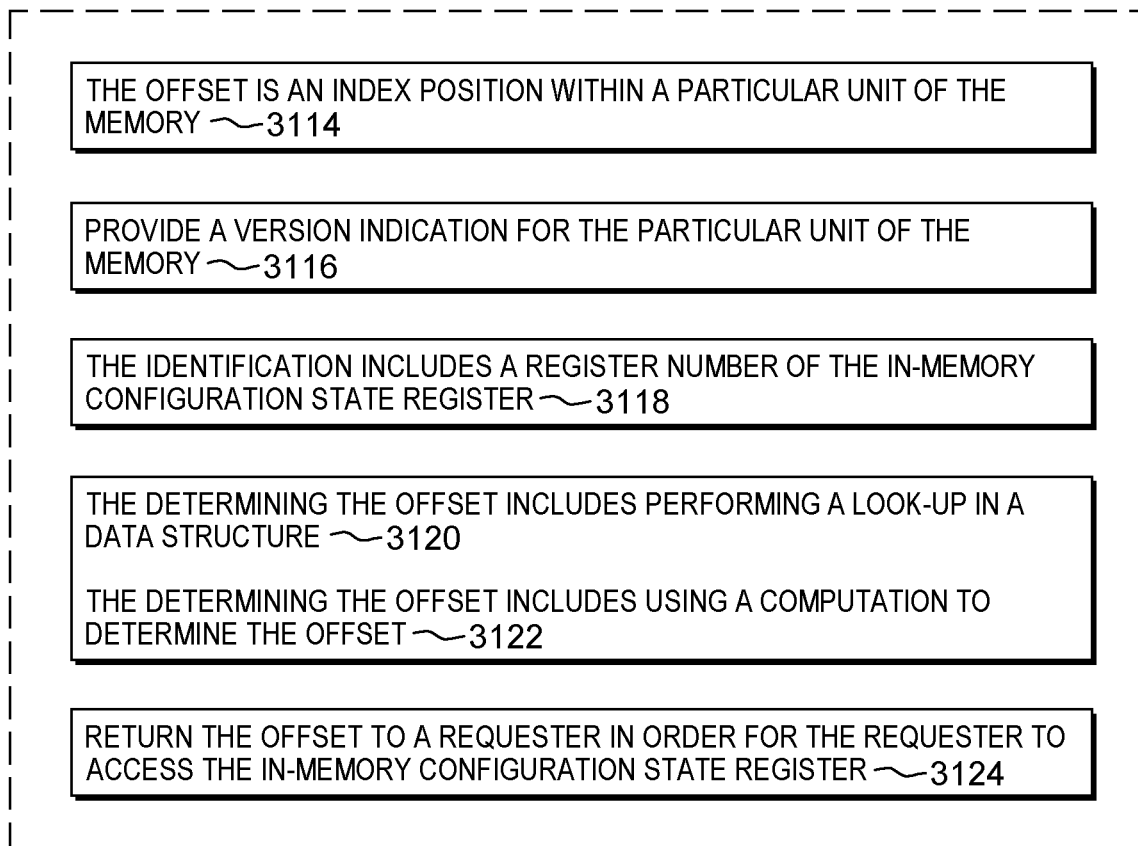 THE OFFSET IS AN INDEX POSITION WITHIN A PARTICULAR UNIT OF THE
MEMORY 3114
PROVIDE A VERSION INDICATION FOR THE PARTICULAR UNIT OF THE
MEMORY 3116
THE IDENTIFICATION INCLUDES A REGISTER NUMBER OF THE IN-MEMORY
CONFIGURATION STATE REGISTER 3118
THE DETERMINING THE OFFSET INCLUDES PERFORMING A LOOK-UP IN A
DATA STRUCTURE 3120
THE DETERMINING THE OFFSET INCLUDES USING A COMPUTATION TO
DETERMINE THE OFFSET 3122
RETURN THE OFFSET TO A REQUESTER IN ORDER FOR THE REQUESTER TO
ACCESS THE IN-MEMORY CONFIGURATION STATE REGISTER 3124